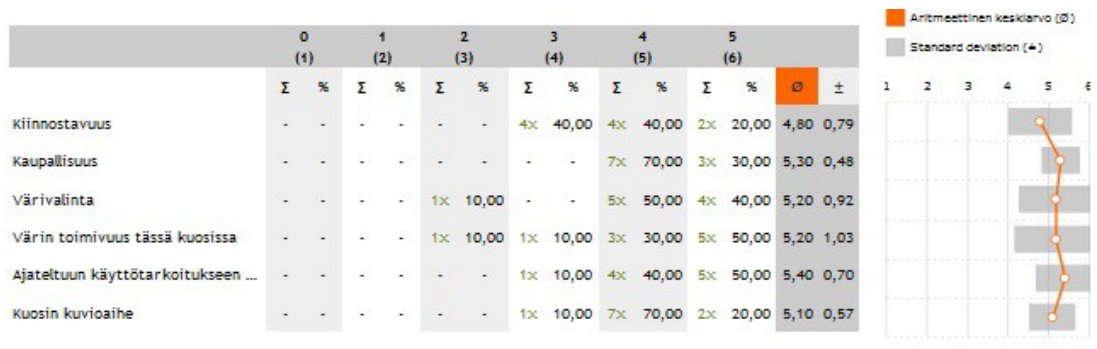 Aritmeettinen keskiarvo (Ø)
Standard deviation (±)
0 1 2 3 4 5
(1) (2) (3) (4) (5) (6)
Σ % Σ % Σ % Σ % Σ % Σ % Ø ±
1 2 3 4 5 6
Kiinnostavuus - - - - - - 4x 40,00 4x 40,00 2x 20,00 4,80 0,79
Kaupallisuus - - - - - - - - 7x 70,00 3x 30,00 5,30 0,48
Värivalinta - - - - 1x 10,00 - - 5x 50,00 4x 40,00 5,20 0,92
Värin toimivuus tässä kuosissa - - - - 1x 10,00 1x 10,00 3x 30,00 5x 50,00 5,20 1,03
Ajateltuun käyttötarkoitukseen ... - - - - - - 1x 10,00 4x 40,00 5x 50,00 5,40 0,70
Kuosin kuvioaihe - - - - - - 1x 10,00 7x 70,00 2x 20,00 5,10 0,57